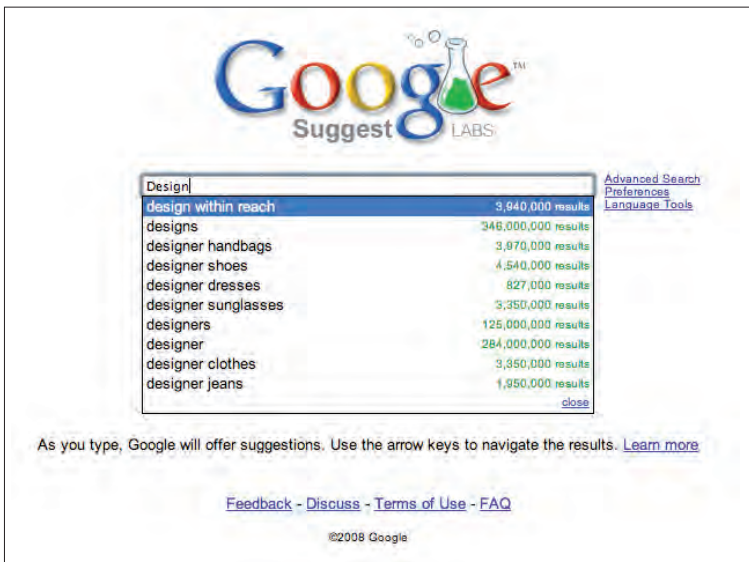 Google™
Suggest LABS
Design
Advanced Search
Preferences
Language Tools
design within reach 3,940,000 results
designs 346,000,000 results
designer handbags 3,970,000 results
designer shoes 4,540,000 results
designer dresses 827,000 results
designer sunglasses 3,350,000 results
designers 125,000,000 results
designer 284,000,000 results
designer clothes 3,350,000 results
designer jeans 1,950,000 results
close
As you type, Google will offer suggestions. Use the arrow keys to navigate the results. Learn more
Feedback - Discuss - Terms of Use - FAQ
©2008 Google